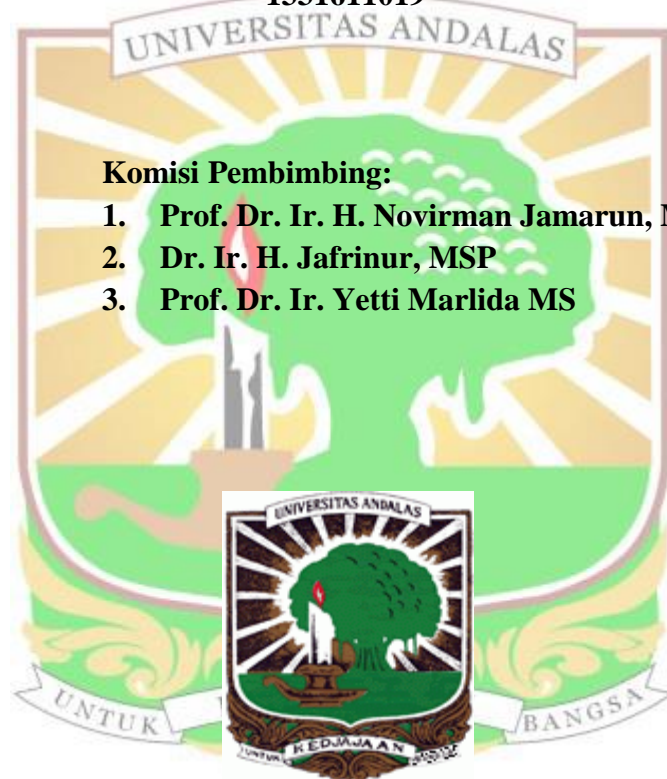 UNIVERSITAS ANDALAS
Komisi Pembimbing:
1. Prof. Dr. Ir. H. Novirman Jamarun,
2. Dr. Ir. H. Jafrinur, MSP
3. Prof. Dr. Ir. Yetti Marlida MS
UNIVERSITAS ANDALAS
UNTUK BANGSA
UNTUK KEDJAJAAN